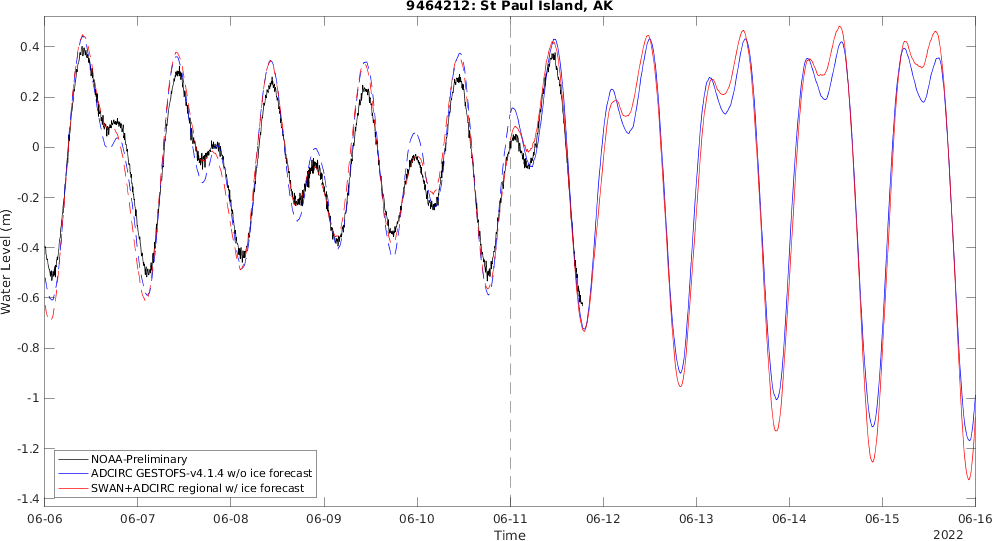 9464212: St Paul Island, AK
Water Level (m)
0.4
0.2
0
-0.2
-0.4
-0.6
-0.8
-1
-1.2
-1.4
NOAA-Preliminary
ADCIRC GESTOFS-v4.1.4 w/o ice forecast
SWAN+ADCIRC regional w/ ice forecast
06-06 06-07 06-08 06-09 06-10 06-11 06-12 06-13 06-14 06-15 06-16
Time
2022